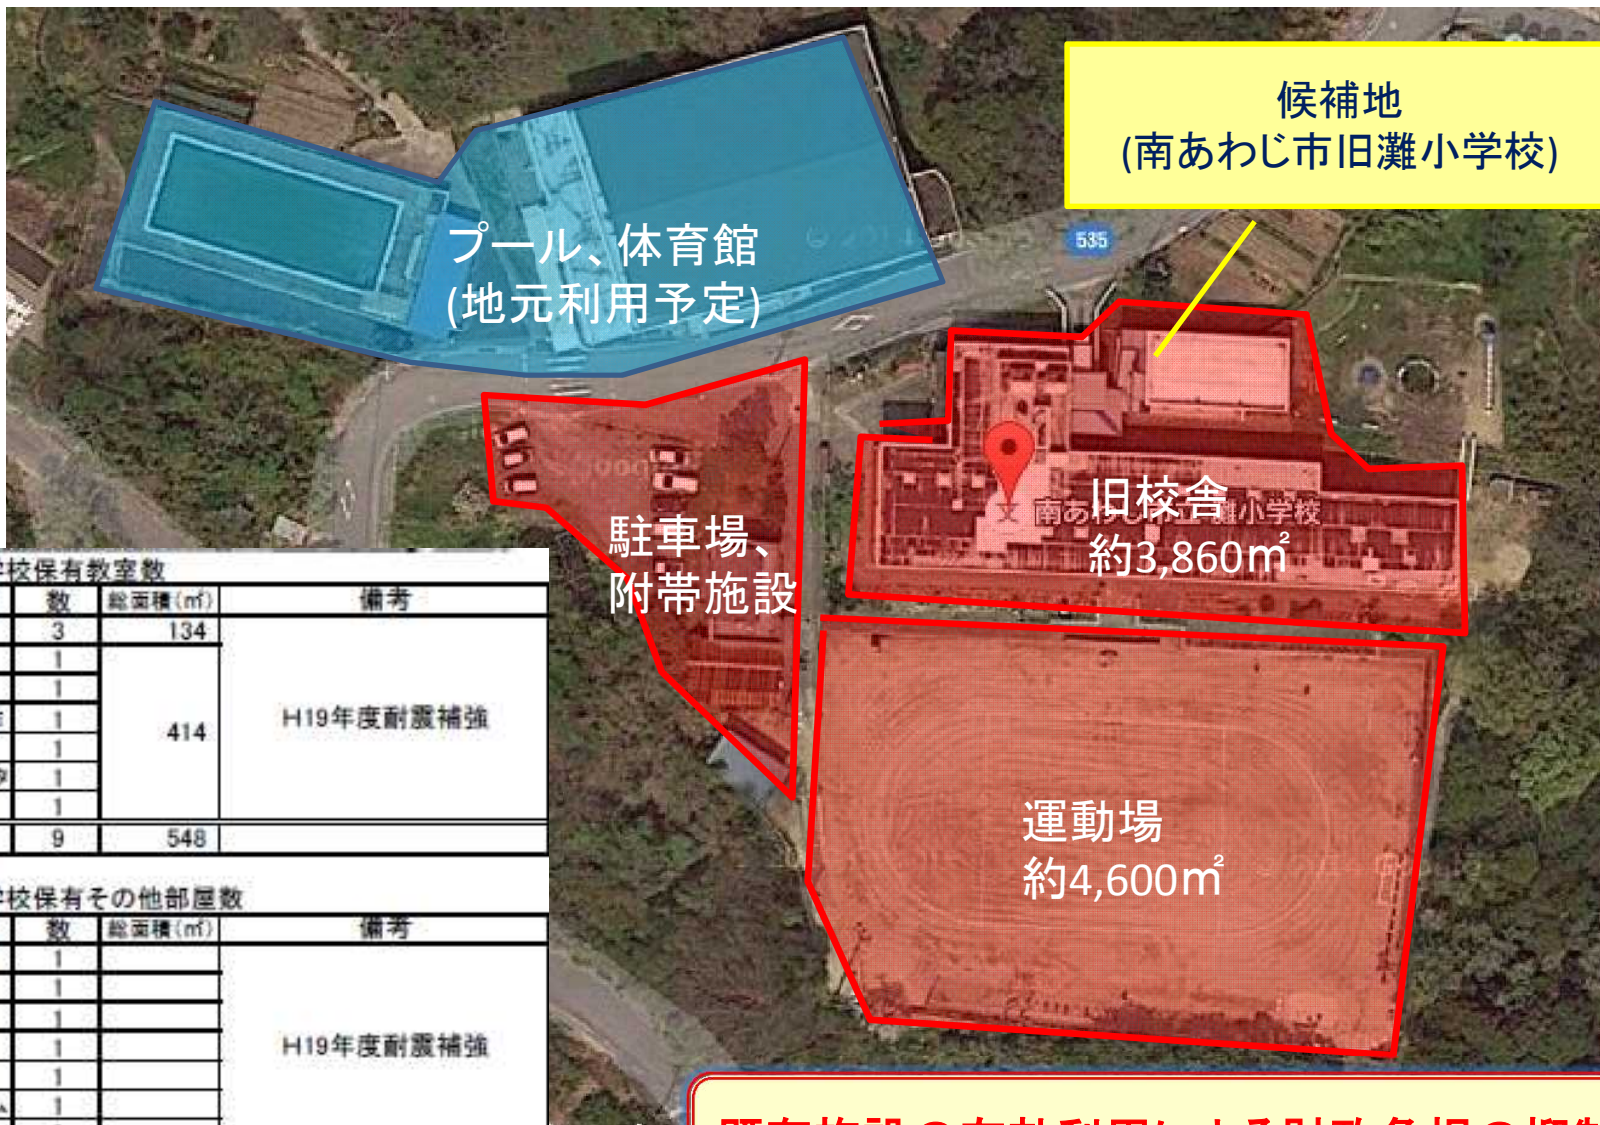 候補地
(南あわじ市旧灘小学校)
535
プール、体育館
(地元利用予定)
旧校舎
約3,860㎡
駐車場、
附帯施設
運動場
約4,600㎡
校保有教室数
数 総面積(㎡) 備考
3 134
1
1
1
414 H19年度耐震補強
1
1
1
9 548
校保有その他部屋数
数 総面積(㎡) 備考
1
1
1
1 H19年度耐震補強
1
1